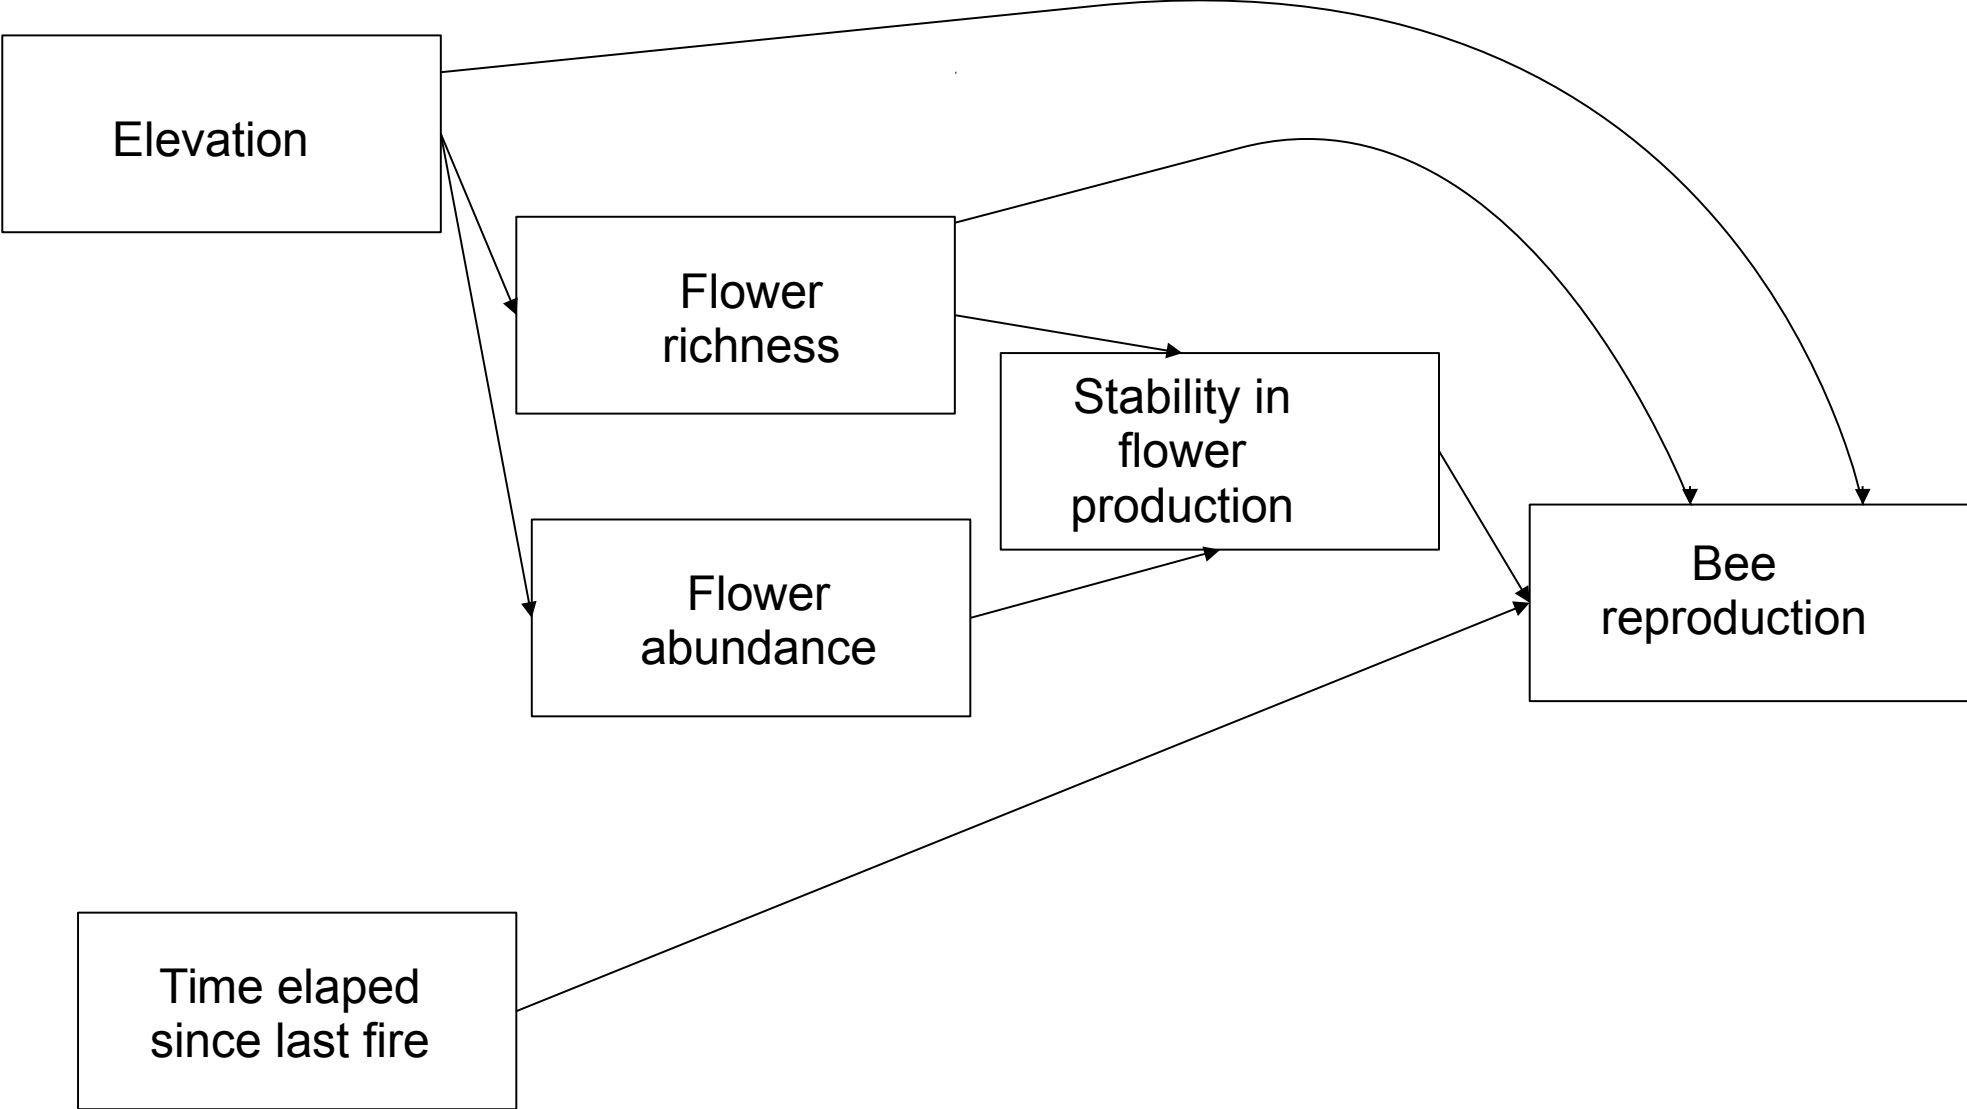 Elevation
Flower
richness
Stability in
flower
production
Flower
abundance
Bee
reproduction
Time elaped
since last fire